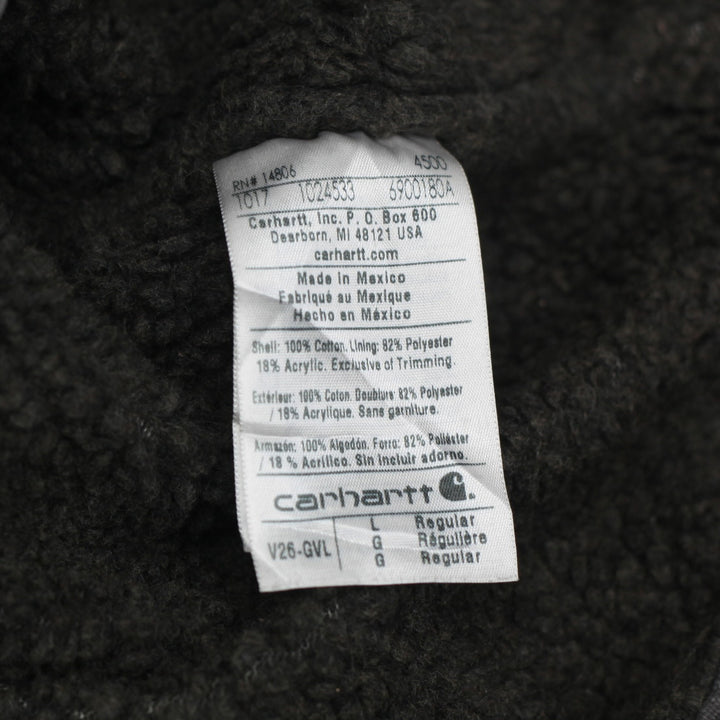 RN# 14806 4500
1017 1024533 6900180A
Carhartt, Inc. P. O. Box 600
Dearborn, MI 48121 USA
carhartt.com
Made in Mexico
Fabriqué au Mexique
Hecho en México
Shell: 100% Cotton. Lining: 82% Polyester
18% Acrylic. Exclusive of Trimming.
Extérieur: 100% Coton. Doublure: 82% Polyester
/ 18% Acrylique. Sans garniture.
Armazón: 100% Algodón. Forro: 82% Poliéster
/ 18 % Acrílico. Sin incluir adorno.
carhartt
V26-GVL L Regular
G Régulière
G Regular